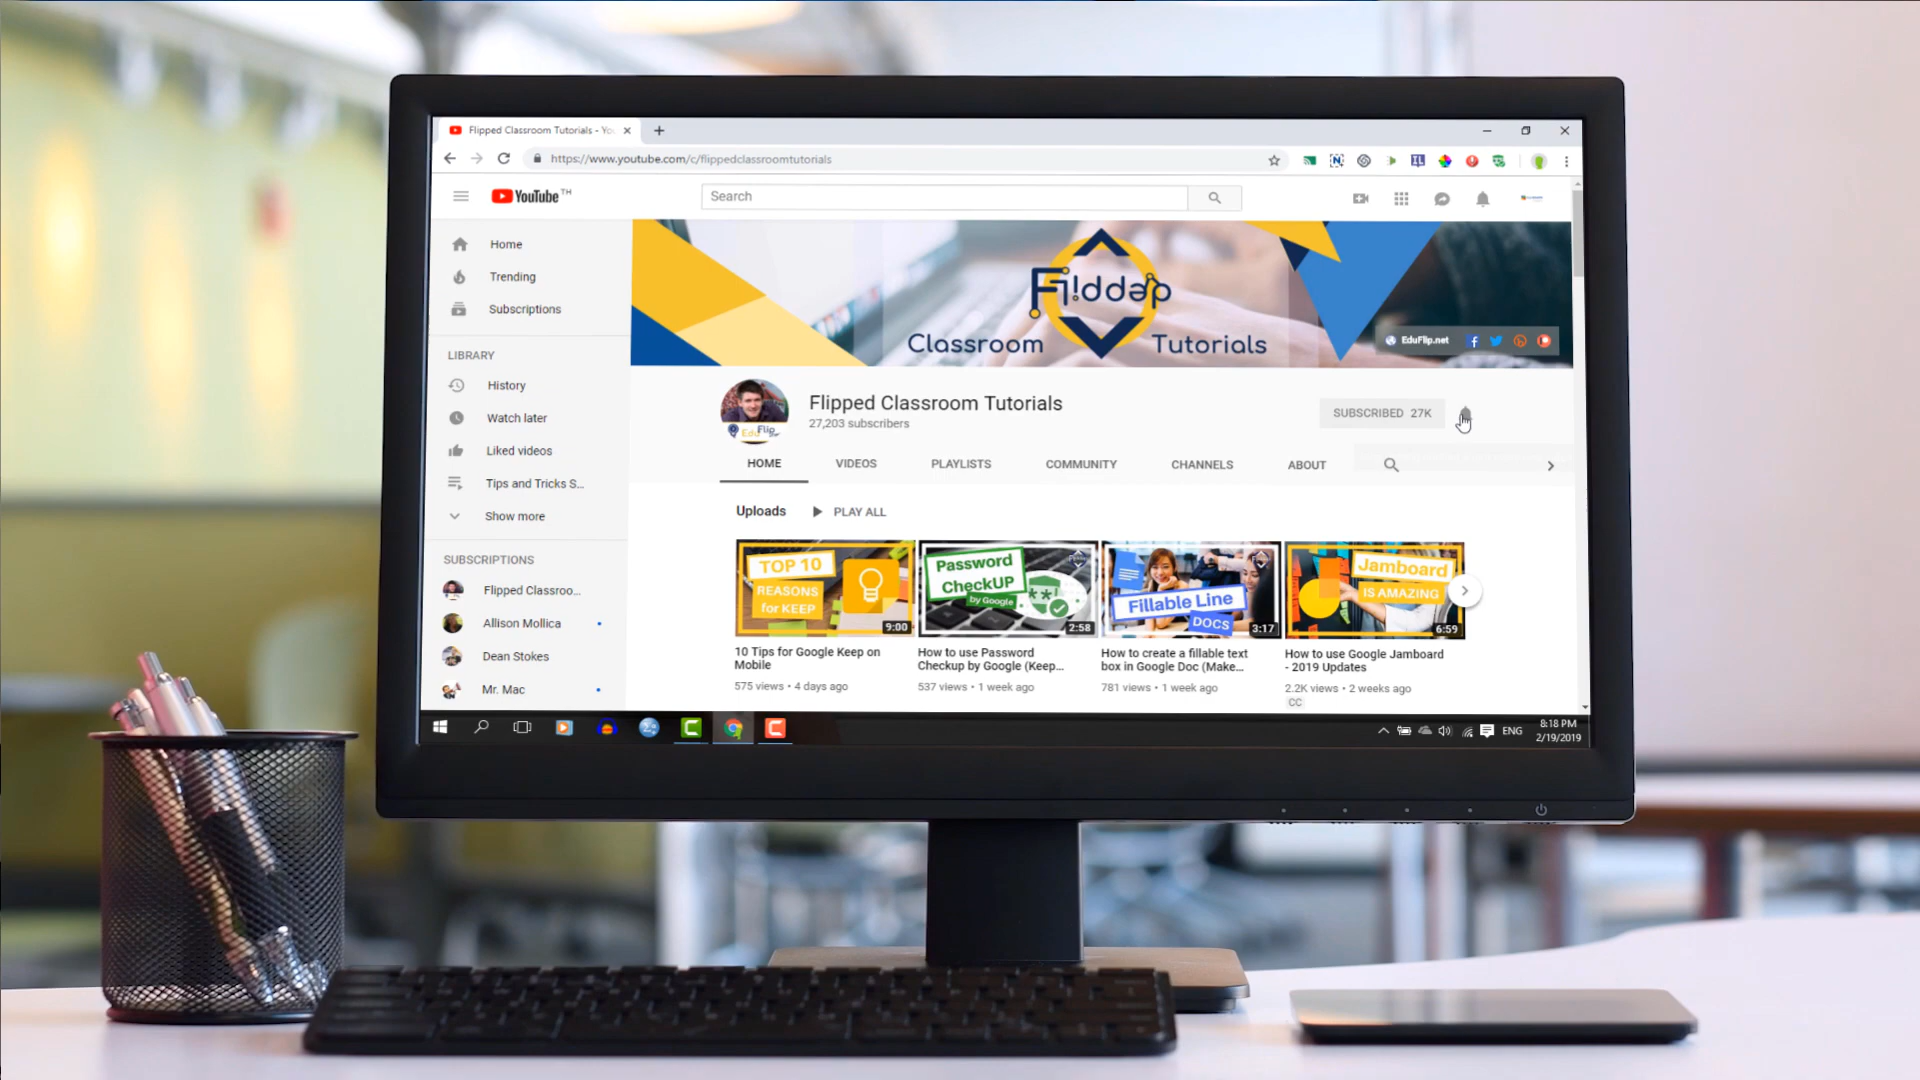 Flipped Classroom Tutorials - Yo
https://www.youtube.com/c/flippedclassroomtutorials
YouTube TH
Search
Home
Trending
Subscriptions
LIBRARY
History
Watch later
Liked videos
Tips and Tricks S...
Show more
SUBSCRIPTIONS
Flipped Classroo...
Allison Mollica
Dean Stokes
Mr. Mac
Flipped
Classroom Tutorials
EduFlip.net
EduFlip
Flipped Classroom Tutorials
27,203 subscribers
SUBSCRIBED 27K
HOME VIDEOS PLAYLISTS COMMUNITY CHANNELS ABOUT
Uploads PLAY ALL
TOP 10
REASONS
for KEEP
9:00
10 Tips for Google Keep on
Mobile
575 views • 4 days ago
Password
CheckUP
by Google
2:58
How to use Password
Checkup by Google (Keep...
537 views • 1 week ago
Fillable Line
DOCS
3:17
How to create a fillable text
box in Google Doc (Make...
781 views • 1 week ago
Jamboard
IS AMAZING
6:59
How to use Google Jamboard
- 2019 Updates
2.2K views • 2 weeks ago
CC
ENG
8:18 PM
2/19/2019